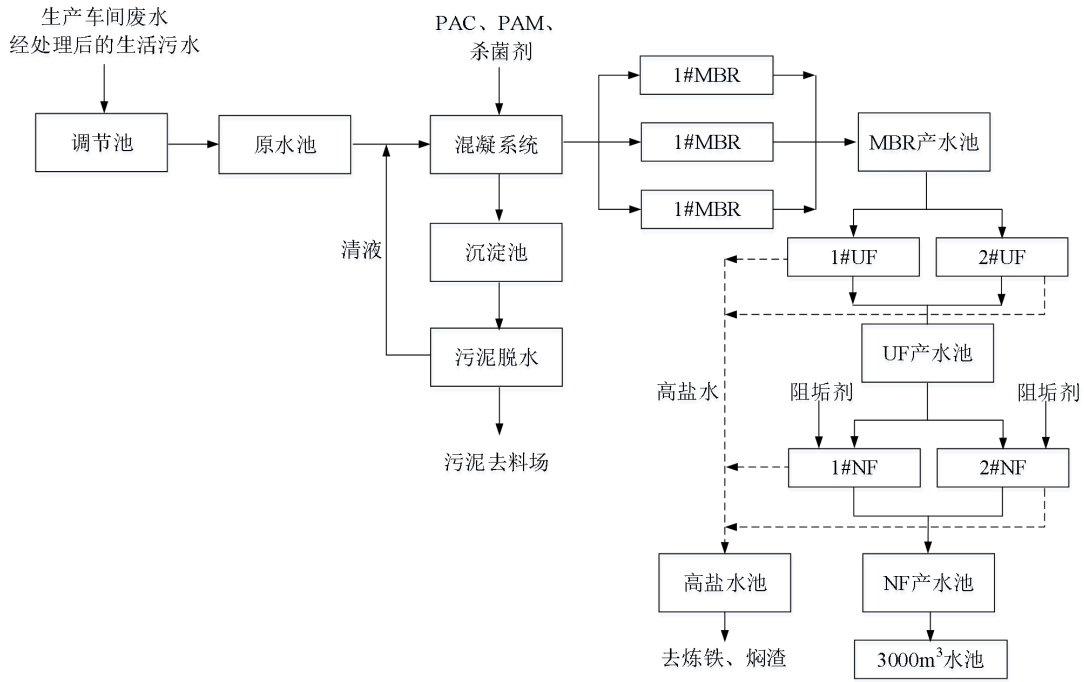 生产车间废水
经处理后的生活污水
PAC、PAM、
杀菌剂
调节池
原水池
混凝系统
1#MBR
1#MBR
1#MBR
MBR产水池
清液
沉淀池
1#UF
2#UF
污泥脱水
UF产水池
高盐水
阻垢剂
阻垢剂
污泥去料场
1#NF
2#NF
高盐水池
NF产水池
去炼铁、焖渣
3000m³水池